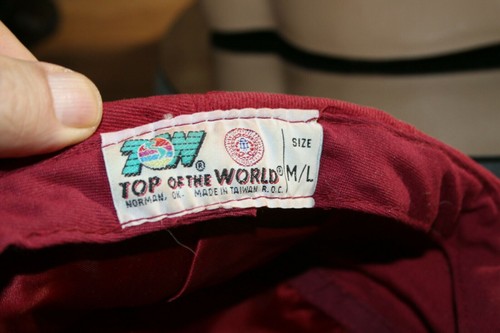 TOW®
SIZE
TOP OF THE WORLD® M/L
NORMAN, OK. MADE IN TAIWAN R.O.C.